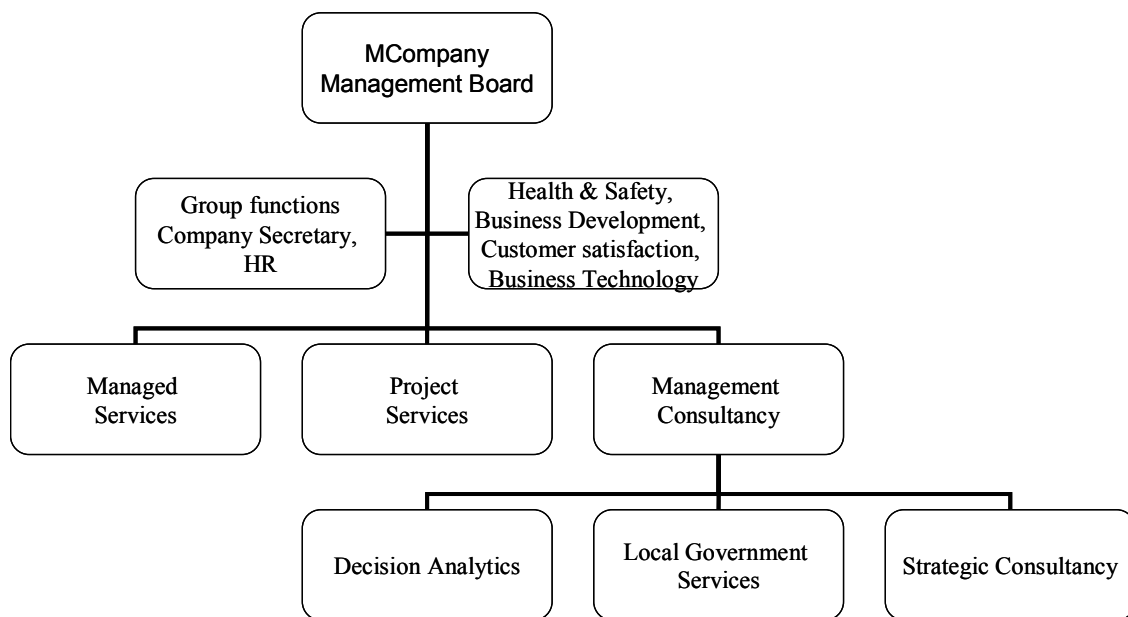 MCompany
Management Board
Group functions
Company Secretary,
HR
Health & Safety,
Business Development,
Customer satisfaction,
Business Technology
Managed
Services
Project
Services
Management
Consultancy
Decision Analytics
Local Government
Services
Strategic Consultancy